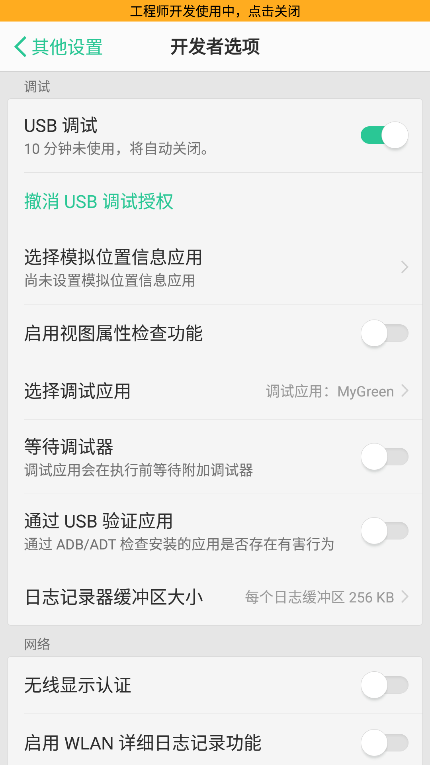 工程师开发使用中，点击关闭
其他设置
开发者选项
调试
USB 调试
10 分钟未使用，将自动关闭。
撤消 USB 调试授权
选择模拟位置信息应用
尚未设置模拟位置信息应用
启用视图属性检查功能
选择调试应用
调试应用：MyGreen
等待调试器
调试应用会在执行前等待附加调试器
通过 USB 验证应用
通过 ADB/ADT 检查安装的应用是否存在有害行为
日志记录器缓冲区大小
每个日志缓冲区 256 KB
网络
无线显示认证
启用 WLAN 详细日志记录功能